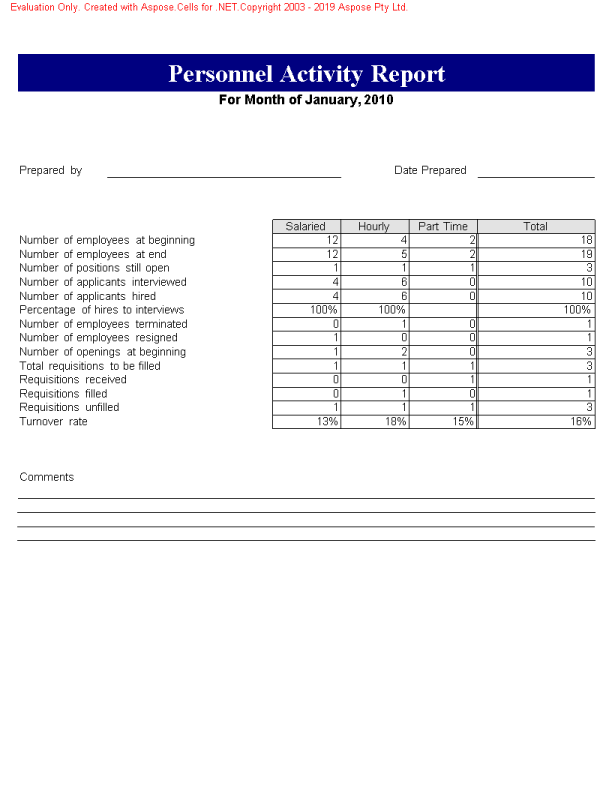 Evaluation Only. Created with Aspose.Cells for .NET.Copyright 2003 - 2019 Aspose Pty Ltd.
Personnel Activity Report
For Month of January, 2010
Prepared by Date Prepared
Salaried Hourly Part Time Total
Number of employees at beginning 12 4 2 18
Number of employees at end 12 5 2 19
Number of positions still open 1 1 1 3
Number of applicants interviewed 4 6 0 10
Number of applicants hired 4 6 0 10
Percentage of hires to interviews 100% 100% 100%
Number of employees terminated 0 1 0 1
Number of employees resigned 1 0 0 1
Number of openings at beginning 1 2 0 3
Total requisitions to be filled 1 1 1 3
Requisitions received 0 0 1 1
Requisitions filled 0 1 0 1
Requisitions unfilled 1 1 1 3
Turnover rate 13% 18% 15% 16%
Comments